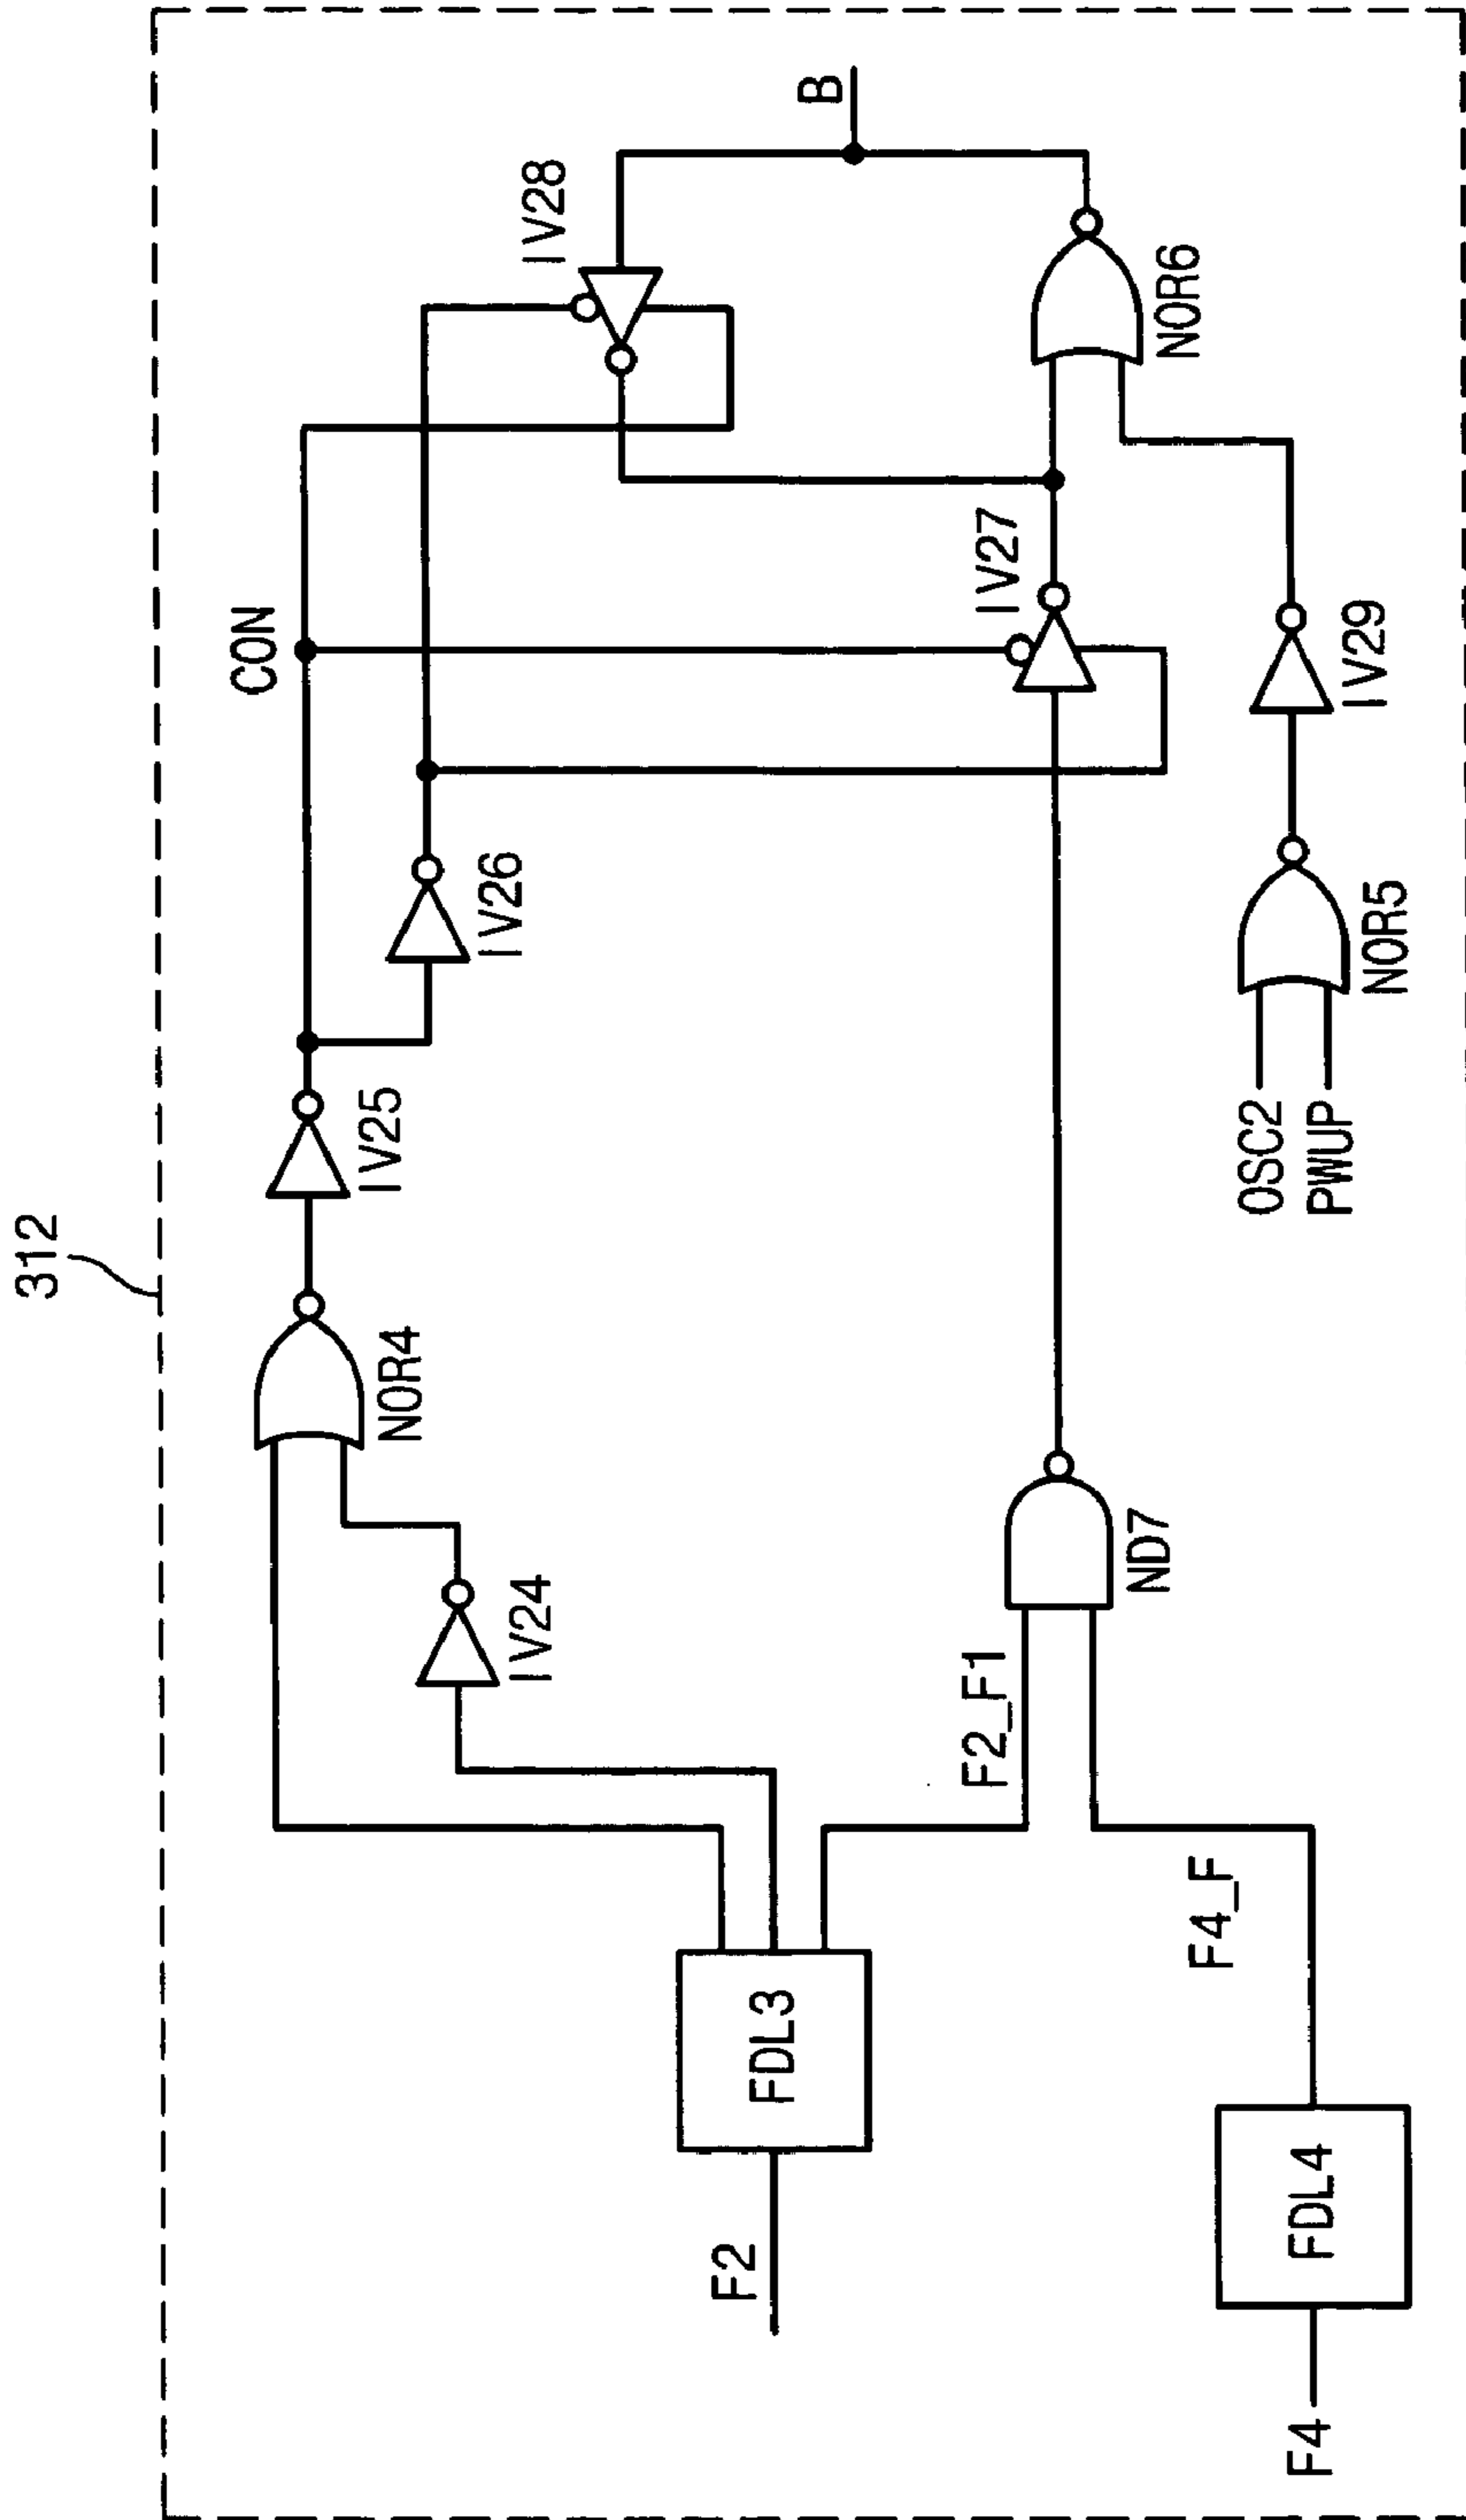 312
CON
IV28
B
NOR4
IV25
IV26
IV24
IV27
NOR6
F2
FDL3
F2_F1
ND7
F4
FDL4
F4_F
OSC2
PWUP
NOR5
IV29